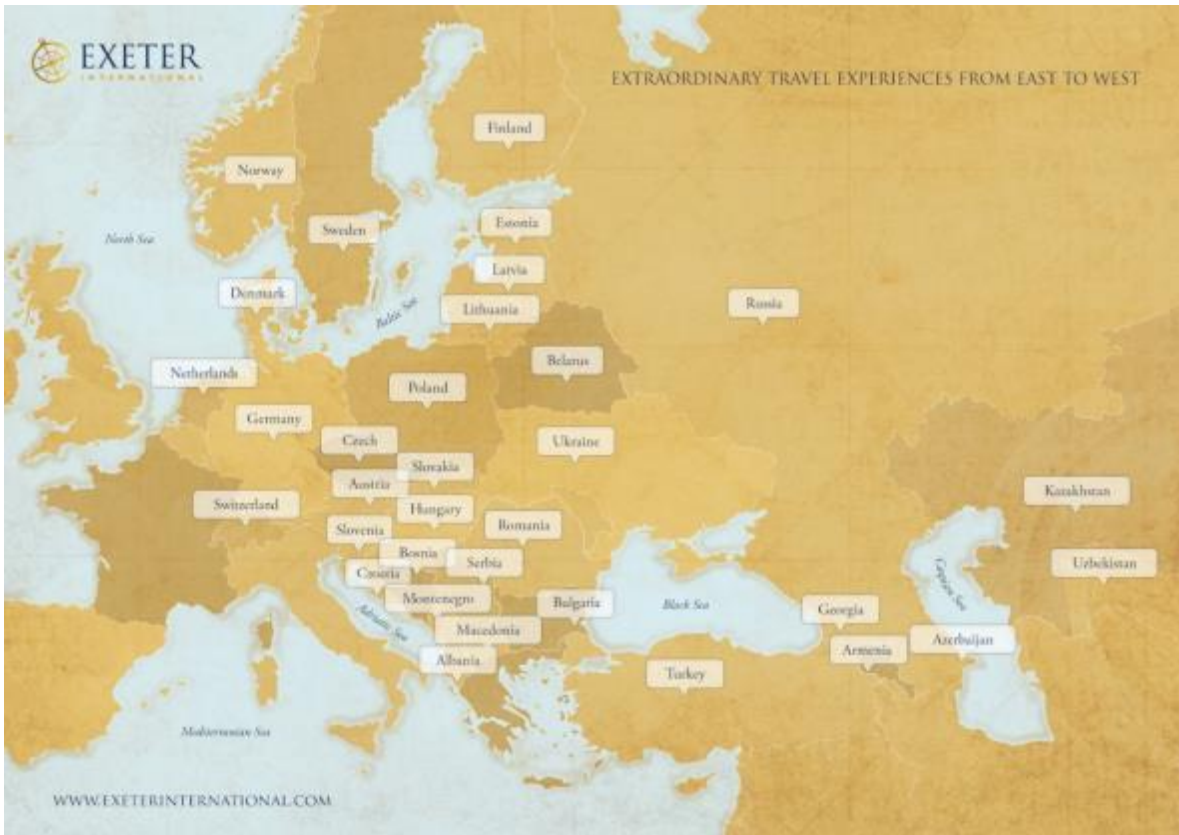 EXETER
INTERNATIONAL
EXTRAORDINARY TRAVEL EXPERIENCES FROM EAST TO WEST
Finland
Norway
Estonia
Sweden
North Sea
Latvia
Denmark
Russia
Lithuania
Baltic Sea
Belarus
Netherlands
Poland
Germany
Czech
Ukraine
Slovakia
Austria
Kazakhstan
Switzerland
Hungary
Romania
Slovenia
Bosnia
Serbia
Uzbekistan
Croatia
Caspian Sea
Montenegro
Bulgaria
Black Sea
Georgia
Adriatic Sea
Macedonia
Azerbaijan
Armenia
Albania
Turkey
Mediterranean Sea
WWW.EXETERINTERNATIONAL.COM